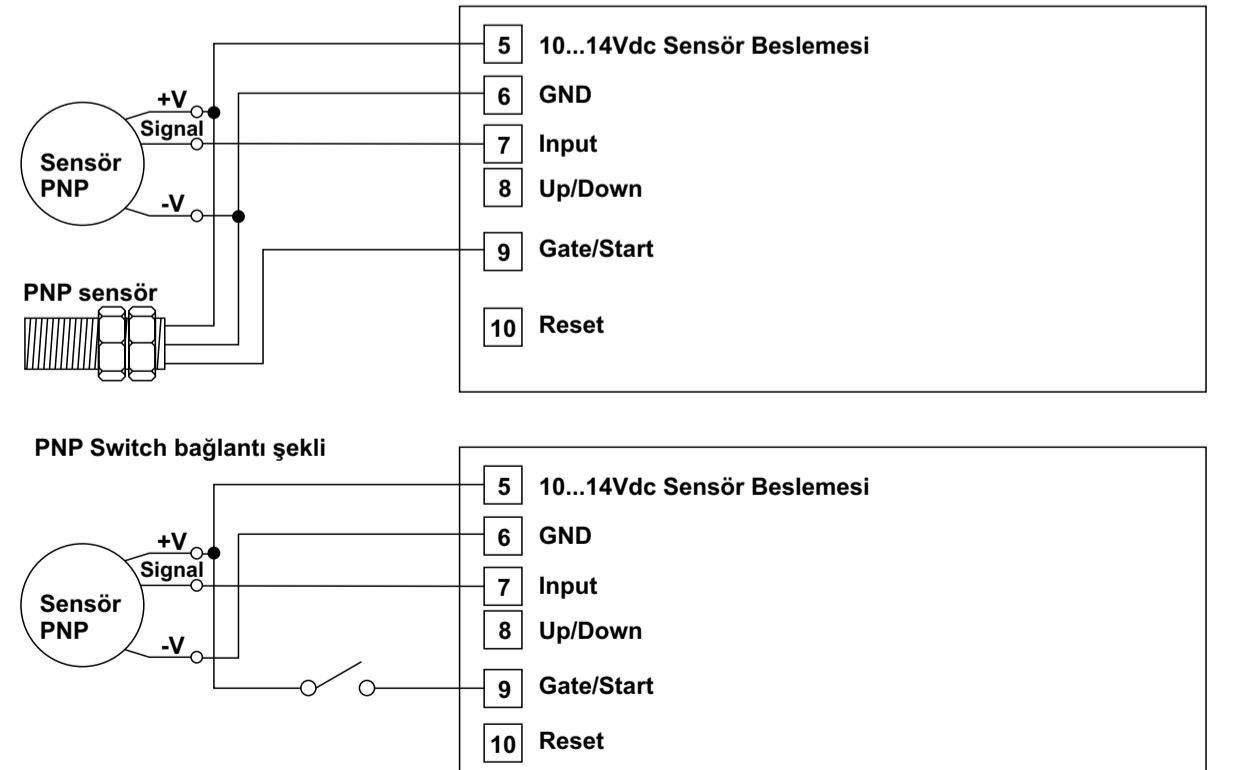 5 10...14Vdc Sensör Beslemesi
6 GND
+V
Signal
7 Input
Sensör
PNP
8 Up/Down
-V
9 Gate/Start
PNP sensör
10 Reset
PNP Switch bağlantı şekli
5 10...14Vdc Sensör Beslemesi
6 GND
+V
Signal
7 Input
Sensör
PNP
8 Up/Down
-V
9 Gate/Start
10 Reset